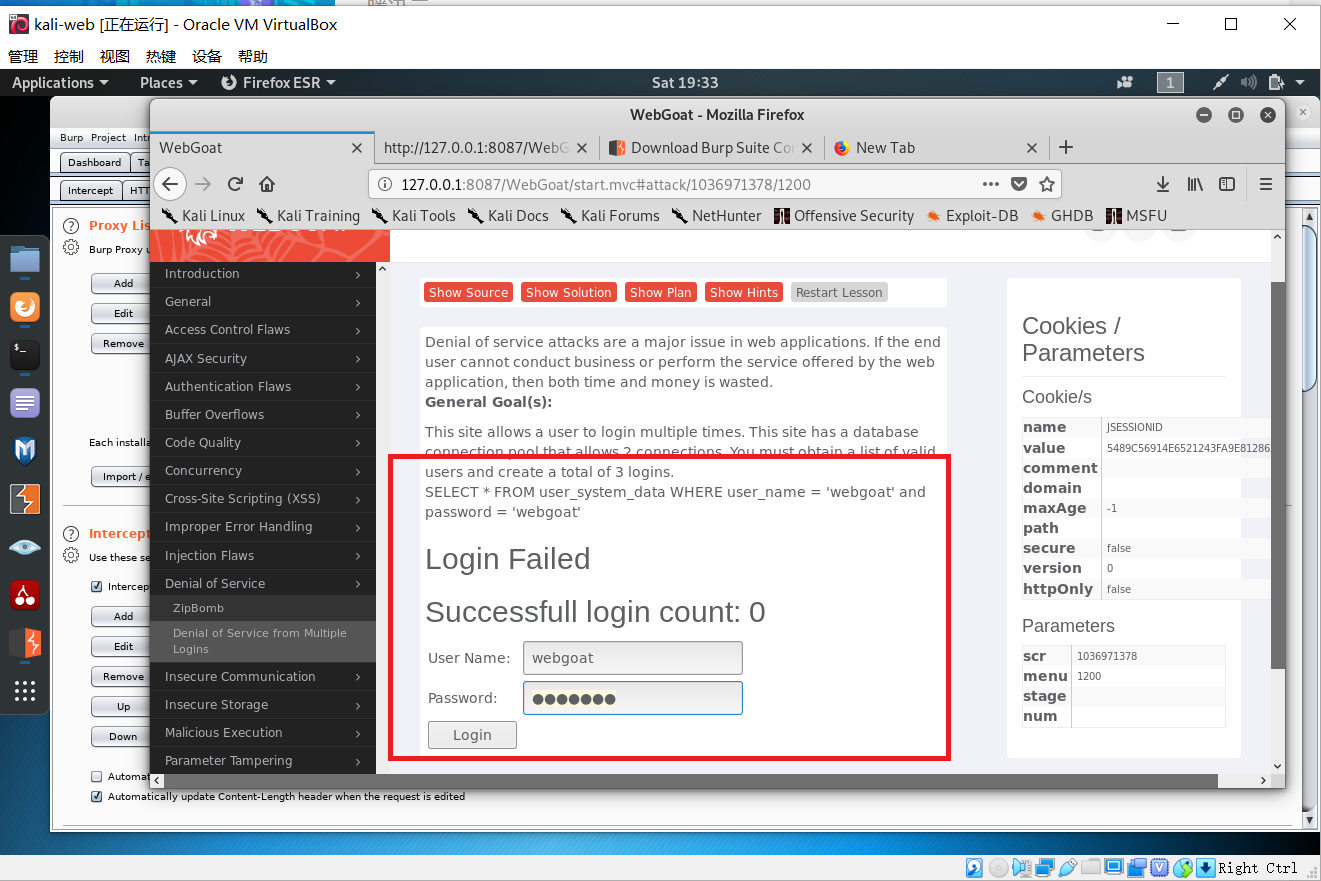 kali-web [正在运行] - Oracle VM VirtualBox
管理 控制 视图 热键 设备 帮助
Applications Places Firefox ESR Sat 19:33 1
WebGoat - Mozilla Firefox
Burp Project Int
Dashboard Ta
Intercept HTT
WebGoat http://127.0.0.1:8087/WebG Download Burp Suite Co New Tab
127.0.0.1:8087/WebGoat/start.mvc#attack/1036971378/1200
Kali Linux Kali Training Kali Tools Kali Docs Kali Forums NetHunter Offensive Security Exploit-DB GHDB MSFU
Proxy Lis
Burp Proxy u
Add
Edit
Remove
Each installa
Import / e
Intercept
Use these se
Intercep
Add
Edit
Remove
Up
Down
Automat
Automatically update Content-Length header when the request is edited
Introduction
General
Access Control Flaws
AJAX Security
Authentication Flaws
Buffer Overflows
Code Quality
Concurrency
Cross-Site Scripting (XSS)
Improper Error Handling
Injection Flaws
Denial of Service
ZipBomb
Denial of Service from Multiple
Logins
Insecure Communication
Insecure Storage
Malicious Execution
Parameter Tampering
Show Source Show Solution Show Plan Show Hints Restart Lesson
Denial of service attacks are a major issue in web applications. If the end
user cannot conduct business or perform the service offered by the web
application, then both time and money is wasted.
General Goal(s):
This site allows a user to login multiple times. This site has a database
connection pool that allows 2 connections. You must obtain a list of valid
users and create a total of 3 logins.
SELECT * FROM user_system_data WHERE user_name = 'webgoat' and
password = 'webgoat'
Login Failed
Successfull login count: 0
User Name: webgoat
Password: ●●●●●●●
Login
Cookies /
Parameters
Cookie/s
name JSESSIONID
value 5489C56914E6521243FA9E81286
comment
domain
maxAge -1
path
secure false
version 0
httpOnly false
Parameters
scr 1036971378
menu 1200
stage
num
Right Ctrl